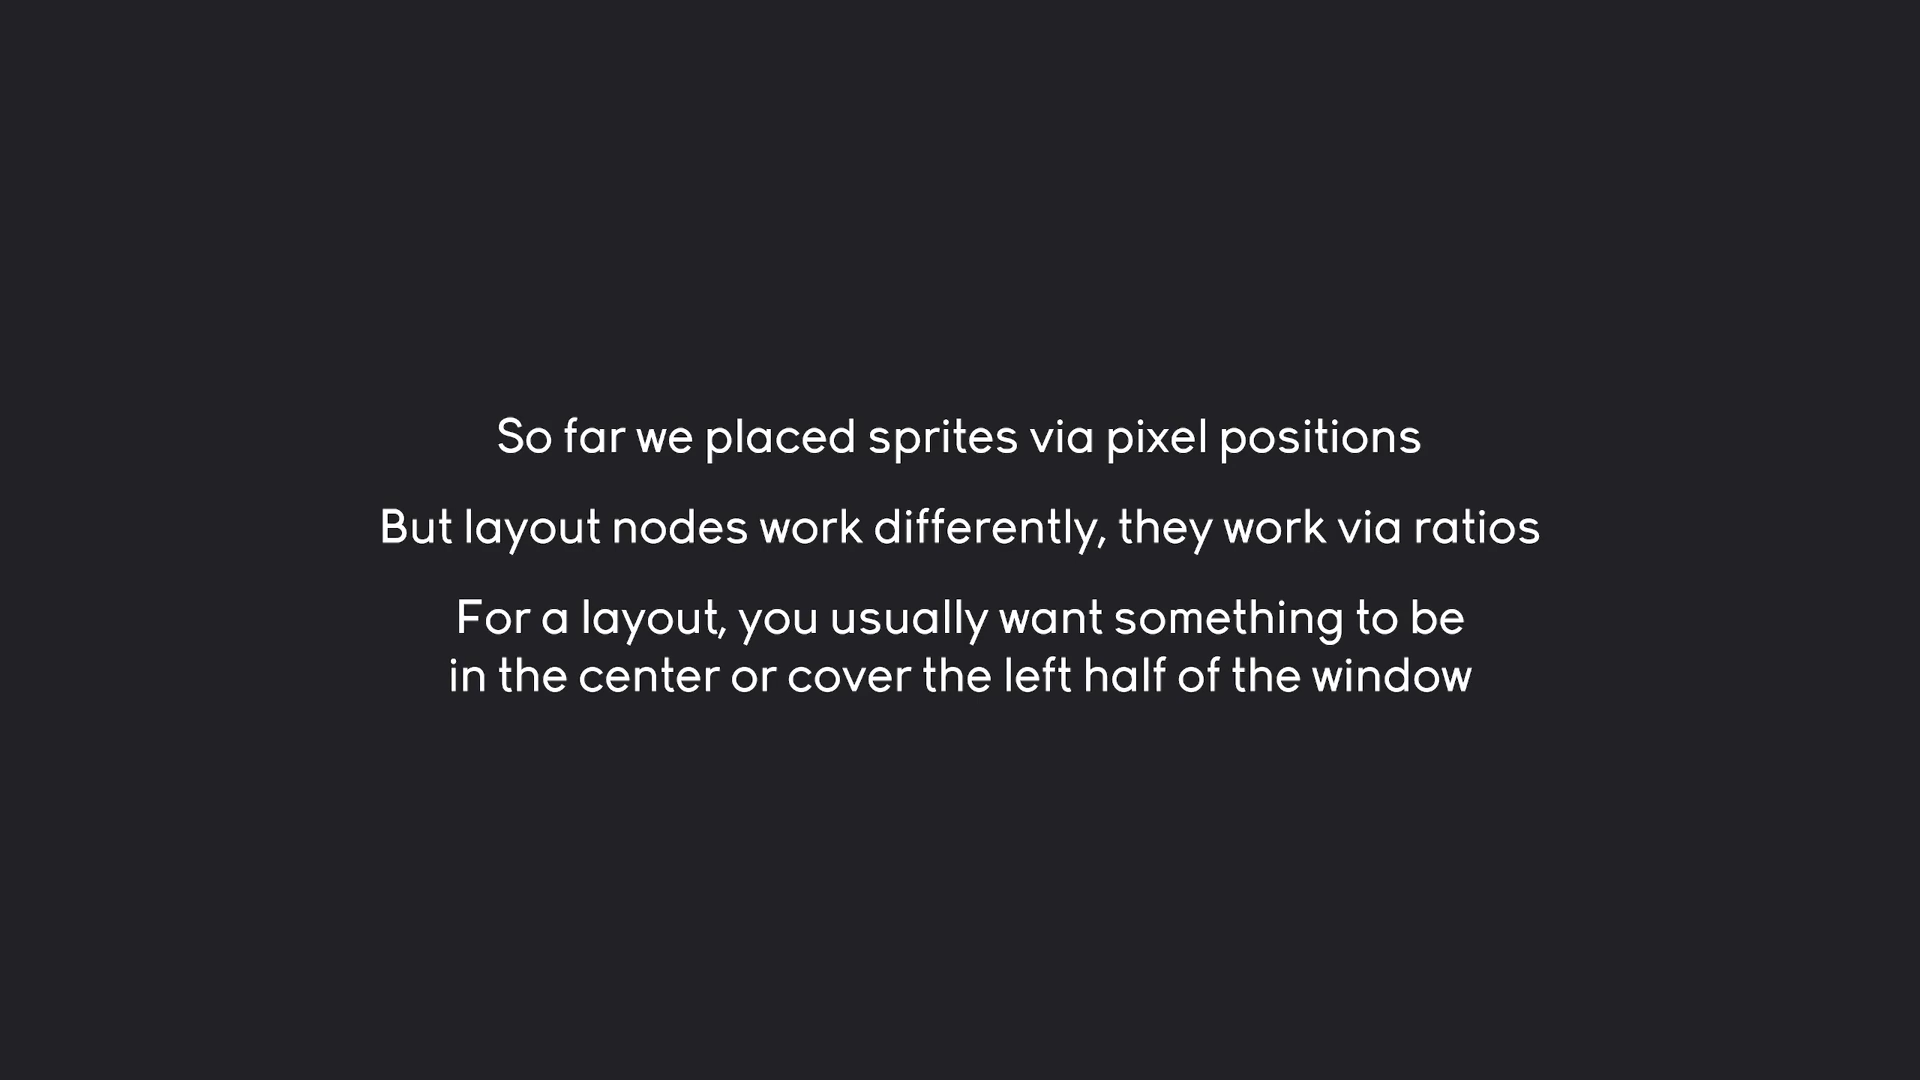 So far we placed sprites via pixel positions
But layout nodes work differently, they work via ratios
For a layout, you usually want something to be
in the center or cover the left half of the window